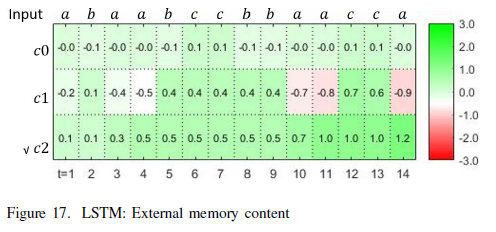 Input a b a a b c c b b a a c c a
c0 -0.0 -0.1 -0.0 -0.0 -0.1 0.1 0.1 -0.1 -0.1 -0.0 -0.0 0.1 0.1 -0.0
c1 -0.2 0.1 -0.4 -0.5 0.4 0.4 0.4 0.4 0.4 -0.7 -0.8 0.7 0.6 -0.9
√ c2 0.1 0.1 0.3 0.5 0.5 0.5 0.5 0.5 0.5 0.7 1.0 1.0 1.0 1.2
t=1 2 3 4 5 6 7 8 9 10 11 12 13 14
3.0
2.0
1.0
0.0
-1.0
-2.0
-3.0
Figure 17. LSTM: External memory content